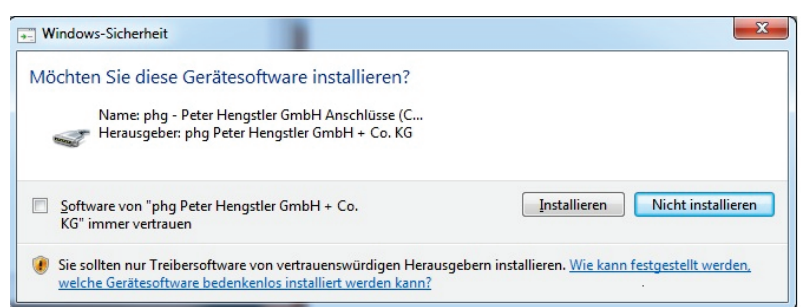 Windows-Sicherheit
Möchten Sie diese Gerätesoftware installieren?
Name: phg - Peter Hengstler GmbH Anschlüsse (C...
Herausgeber: phg Peter Hengstler GmbH + Co. KG
Software von "phg Peter Hengstler GmbH + Co.
KG" immer vertrauen
Installieren
Nicht installieren
Sie sollten nur Treibersoftware von vertrauenswürdigen Herausgebern installieren. Wie kann festgestellt werden,
welche Gerätesoftware bedenkenlos installiert werden kann?